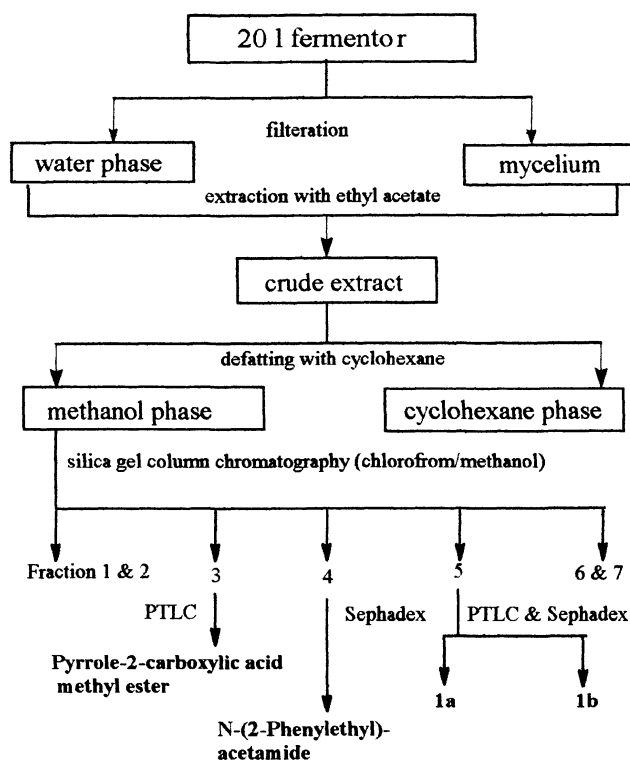 20 l fermentor
filteration
water phase
mycelium
extraction with ethyl acetate
crude extract
defatting with cyclohexane
methanol phase
cyclohexane phase
silica gel column chromatography (chlorofrom/methanol)
Fraction 1 & 2
3
4
5
6 & 7
PTLC
Sephadex
PTLC & Sephadex
Pyrrole-2-carboxylic acid
methyl ester
1a
1b
N-(2-Phenylethyl)-
acetamide